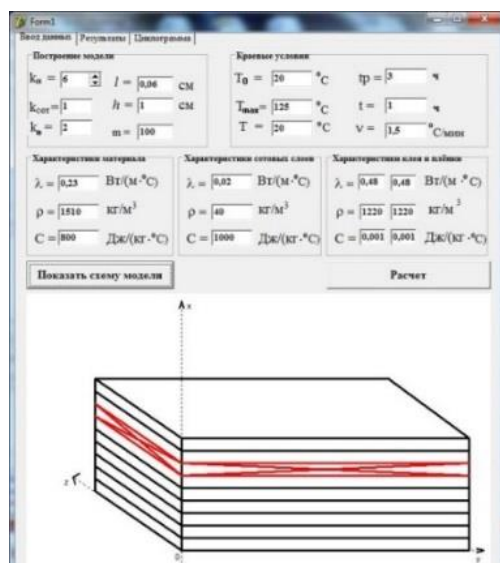 Form1
Ввод данных Результаты Циклограмма
Построение модели
kп = 6 l = 0,06 см
kсот = 1 h = 1 см
kв = 2 m = 100
Краевые условия
T0 = 20 °C tp = 3 ч
Tmax = 125 °C t = 1 ч
T = 20 °C v = 1,5 °C/мин
Характеристики материала
λ = 0,23 Вт/(м·°C)
ρ = 1510 кг/м³
C = 800 Дж/(кг·°C)
Характеристики сотовых слоев
λ = 0,02 Вт/(м·°C)
ρ = 40 кг/м³
C = 1000 Дж/(кг·°C)
Характеристики клея и плёнки
λ = 0,48 0,48 Вт/(м·°C)
ρ = 1220 1220 кг/м³
C = 0,001 0,001 Дж/(кг·°C)
Показать схему модели Расчет
x
z
0
y